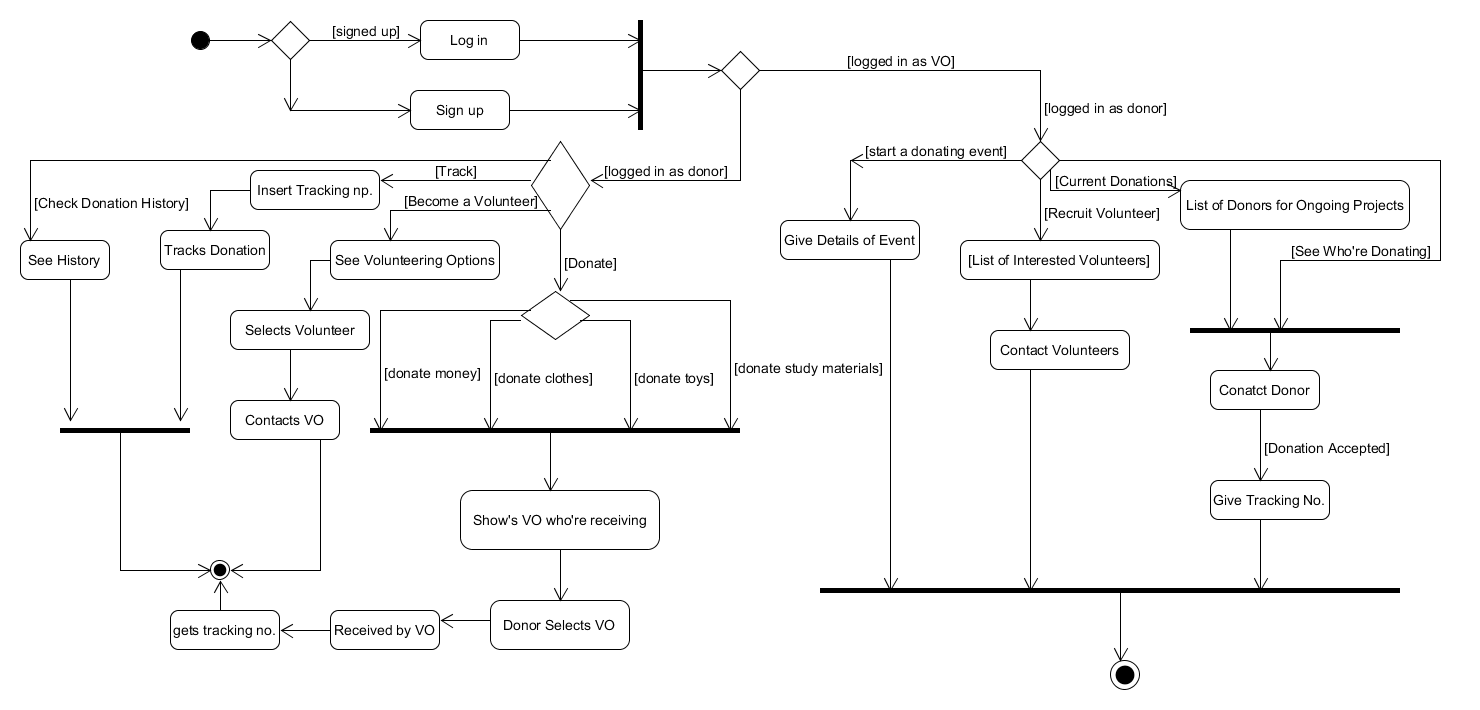 [signed up]
Log in
Sign up
[logged in as VO]
[logged in as donor]
[start a donating event]
[logged in as donor]
[Track]
Insert Tracking np.
[Current Donations]
[Become a Volunteer]
[Check Donation History]
List of Donors for Ongoing Projects
[Recruit Volunteer]
Give Details of Event
See History
Tracks Donation
See Volunteering Options
[Donate]
[List of Interested Volunteers]
[See Who're Donating]
Selects Volunteer
Contact Volunteers
[donate money]
[donate clothes]
[donate toys]
[donate study materials]
Conatct Donor
Contacts VO
[Donation Accepted]
Give Tracking No.
Show's VO who're receiving
Donor Selects VO
Received by VO
gets tracking no.